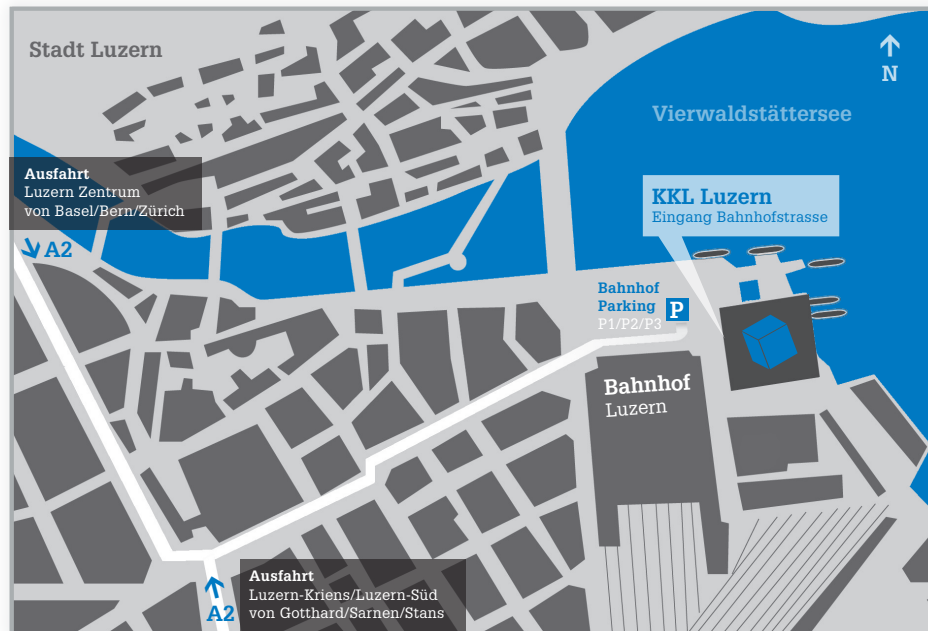 Stadt Luzern
N
Vierwaldstättersee
Ausfahrt
Luzern Zentrum
von Basel/Bern/Zürich
A2
KKL Luzern
Eingang Bahnhofstrasse
Bahnhof
Parking
P
P1/P2/P3
Bahnhof
Luzern
Ausfahrt
Luzern-Kriens/Luzern-Süd
von Gotthard/Sarnen/Stans
A2